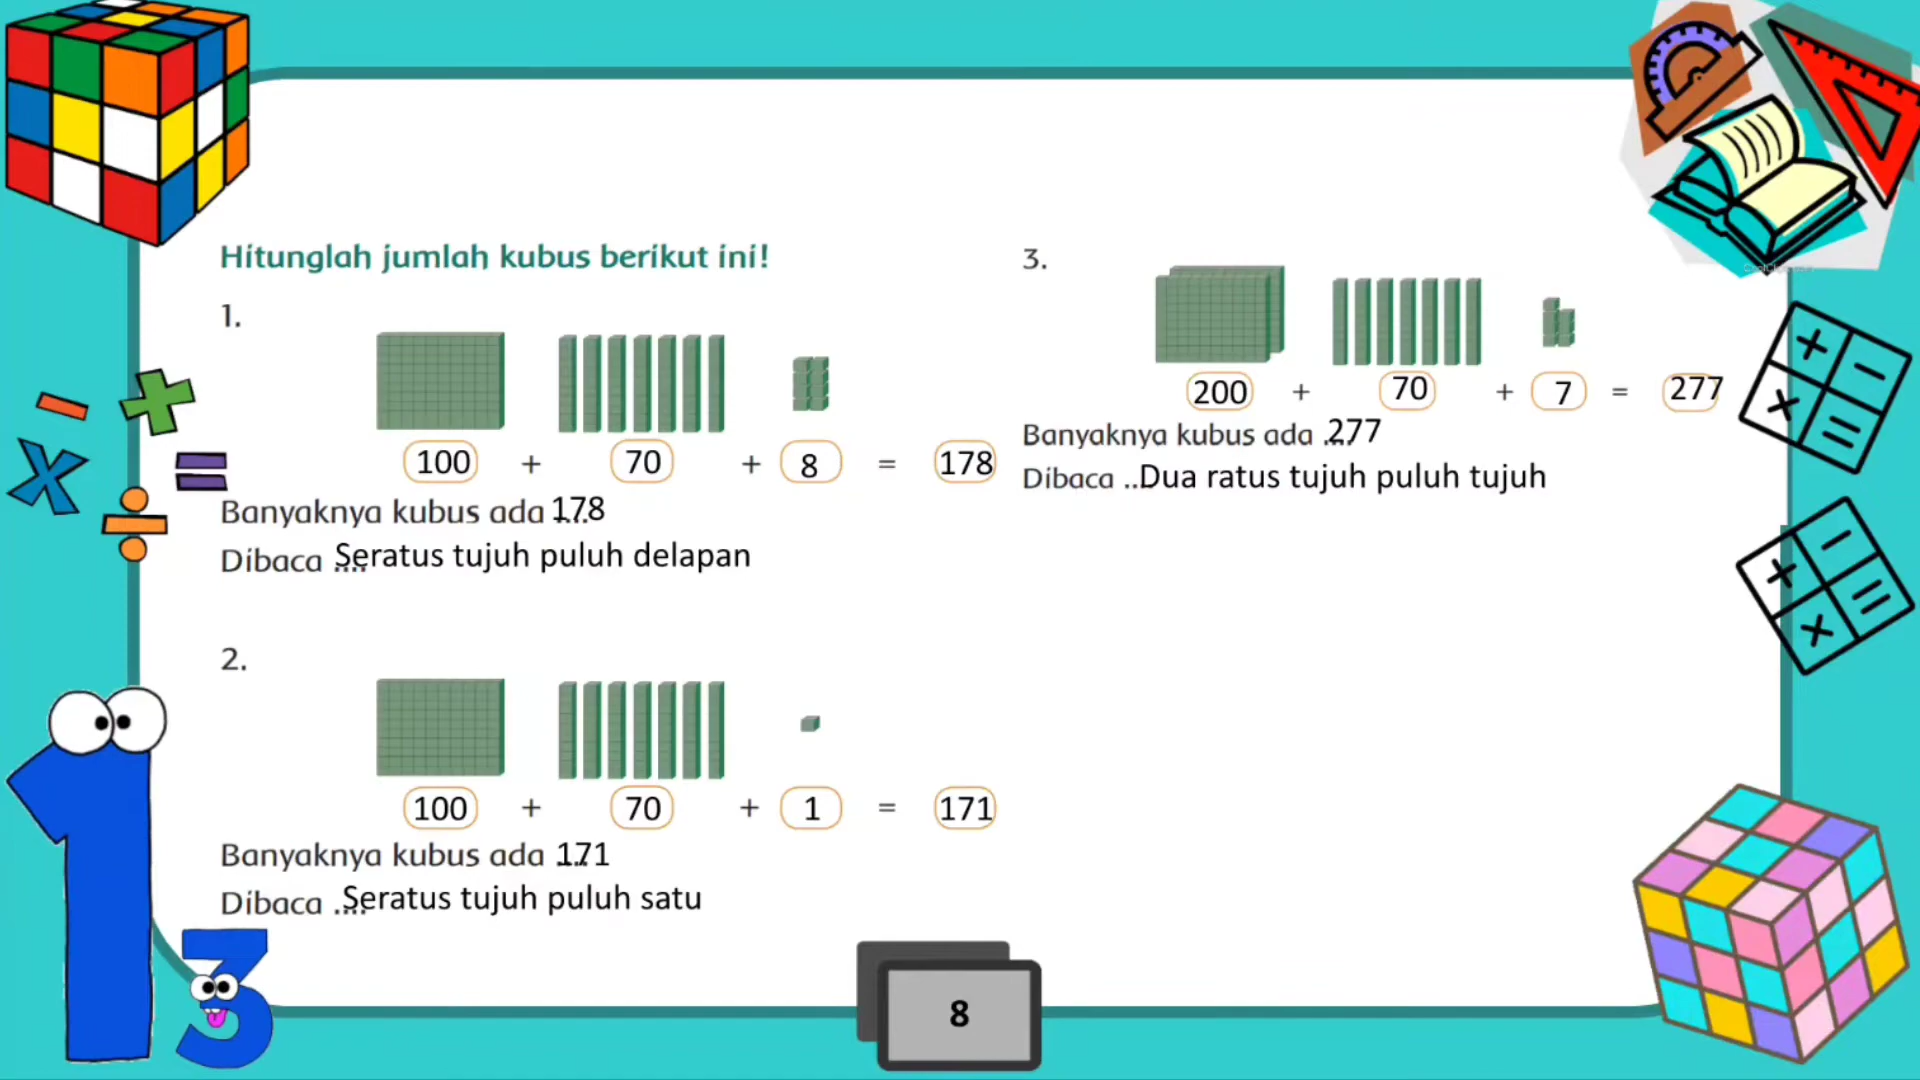 Hitunglah jumlah kubus berikut ini!
1.
100 + 70 + 8 = 178
Banyaknya kubus ada ....178
Dibaca ....Seratus tujuh puluh delapan
2.
100 + 70 + 1 = 171
Banyaknya kubus ada ....171
Dibaca ....Seratus tujuh puluh satu
3.
200 + 70 + 7 = 277
Banyaknya kubus ada ....277
Dibaca ..Dua ratus tujuh puluh tujuh
8